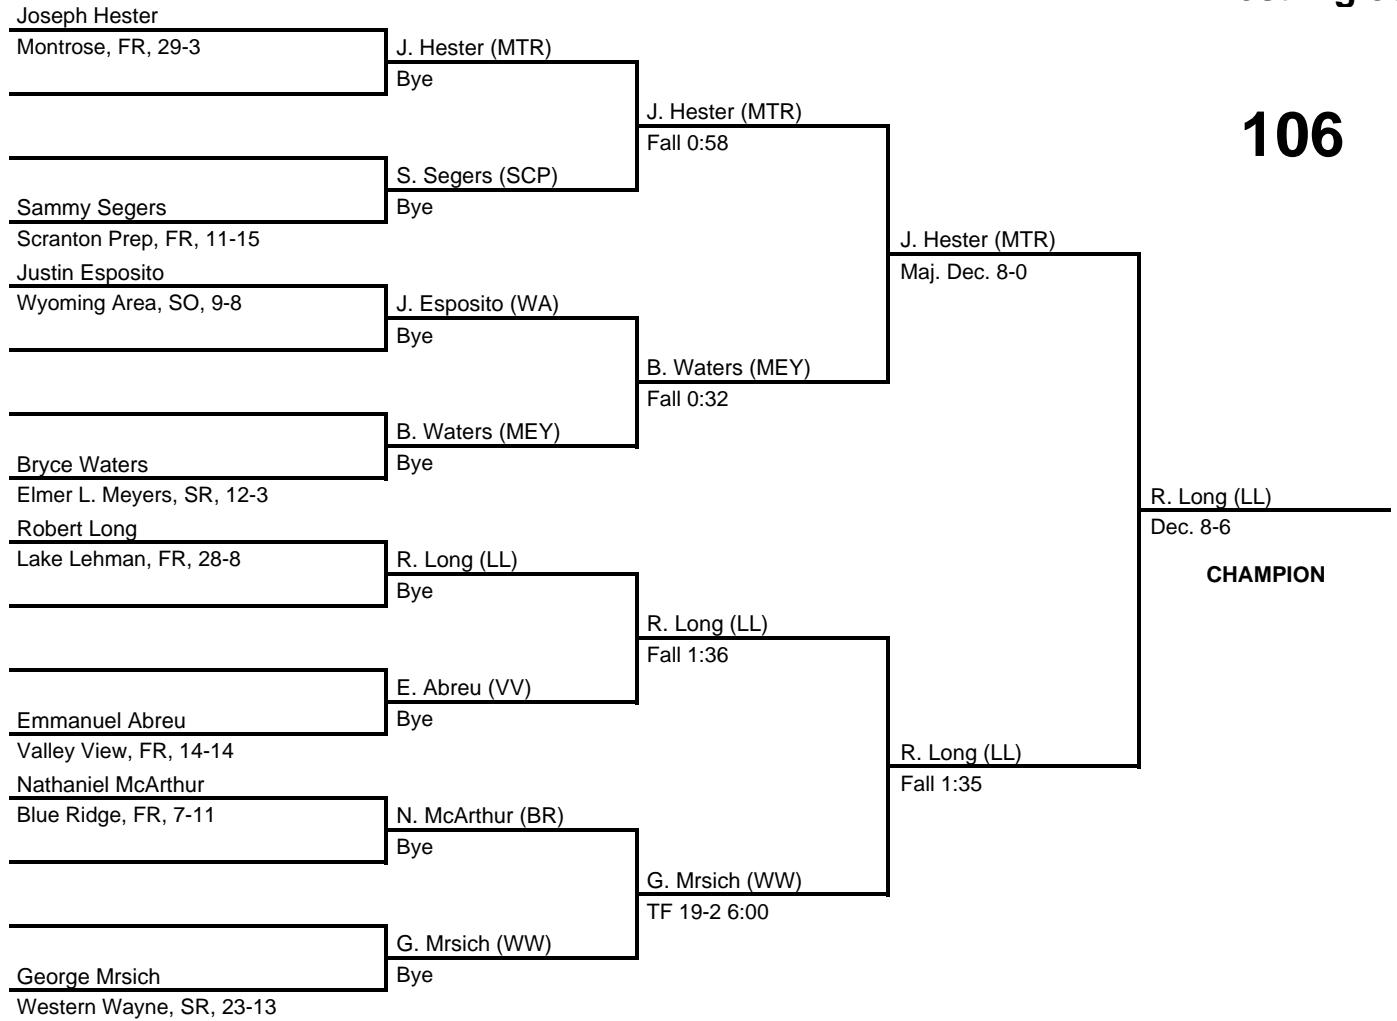 Joseph Hester
Montrose, FR, 29-3
J. Hester (MTR)
Bye
J. Hester (MTR)
Fall 0:58
106
S. Segers (SCP)
Bye
Sammy Segers
Scranton Prep, FR, 11-15
J. Hester (MTR)
Maj. Dec. 8-0
Justin Esposito
Wyoming Area, SO, 9-8
J. Esposito (WA)
Bye
B. Waters (MEY)
Fall 0:32
B. Waters (MEY)
Bye
Bryce Waters
Elmer L. Meyers, SR, 12-3
R. Long (LL)
Dec. 8-6
CHAMPION
Robert Long
Lake Lehman, FR, 28-8
R. Long (LL)
Bye
R. Long (LL)
Fall 1:36
E. Abreu (VV)
Bye
Emmanuel Abreu
Valley View, FR, 14-14
R. Long (LL)
Fall 1:35
Nathaniel McArthur
Blue Ridge, FR, 7-11
N. McArthur (BR)
Bye
G. Mrsich (WW)
TF 19-2 6:00
G. Mrsich (WW)
Bye
George Mrsich
Western Wayne, SR, 23-13